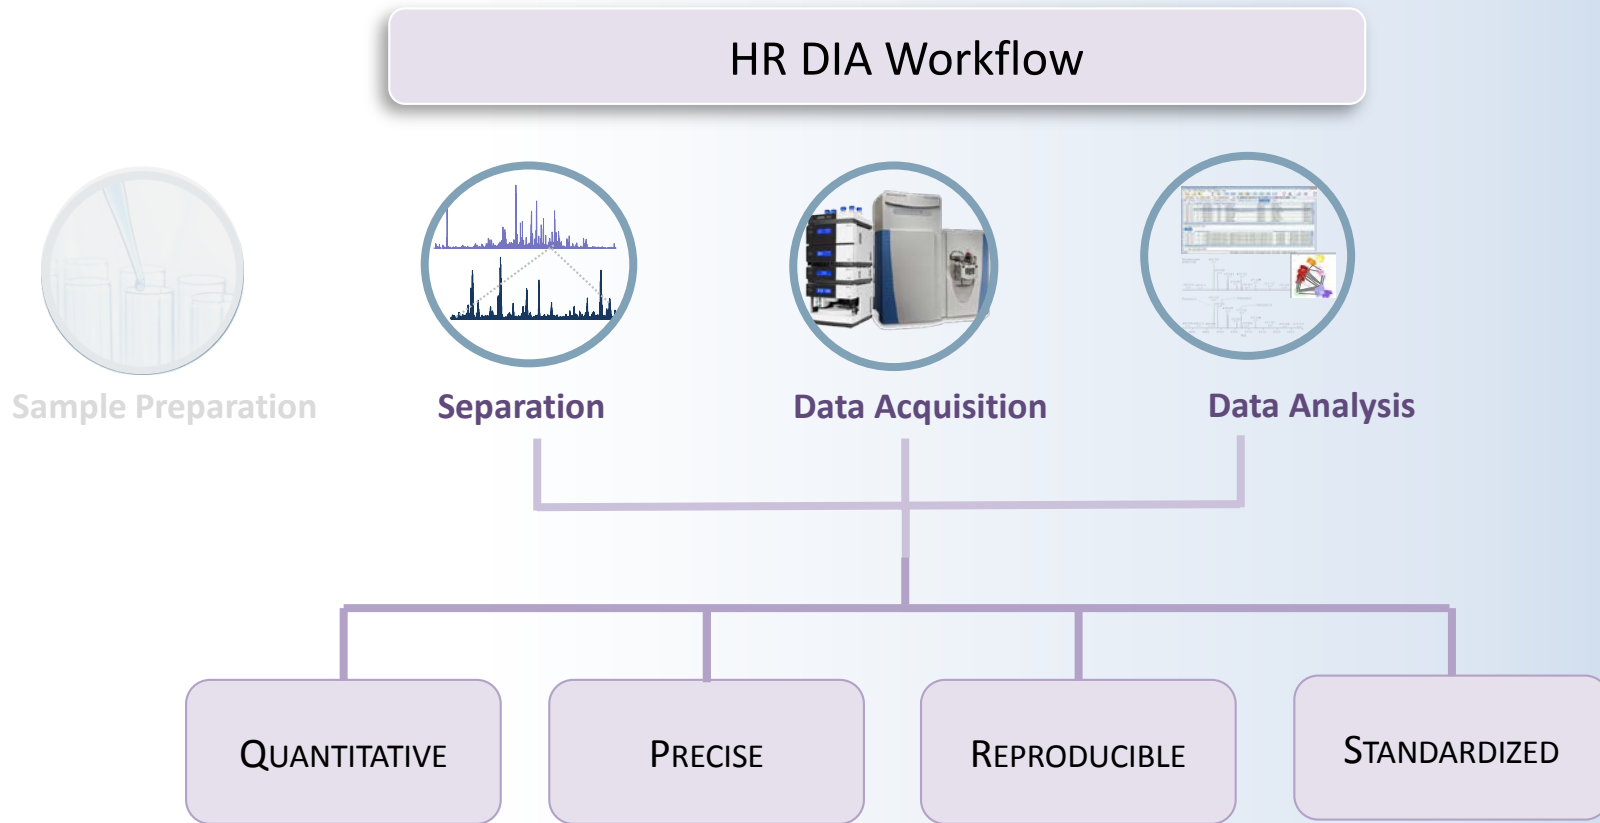 HR DIA Workflow
Sample Preparation
Separation
Data Acquisition
Data Analysis
QUANTITATIVE
PRECISE
REPRODUCIBLE
STANDARDIZED